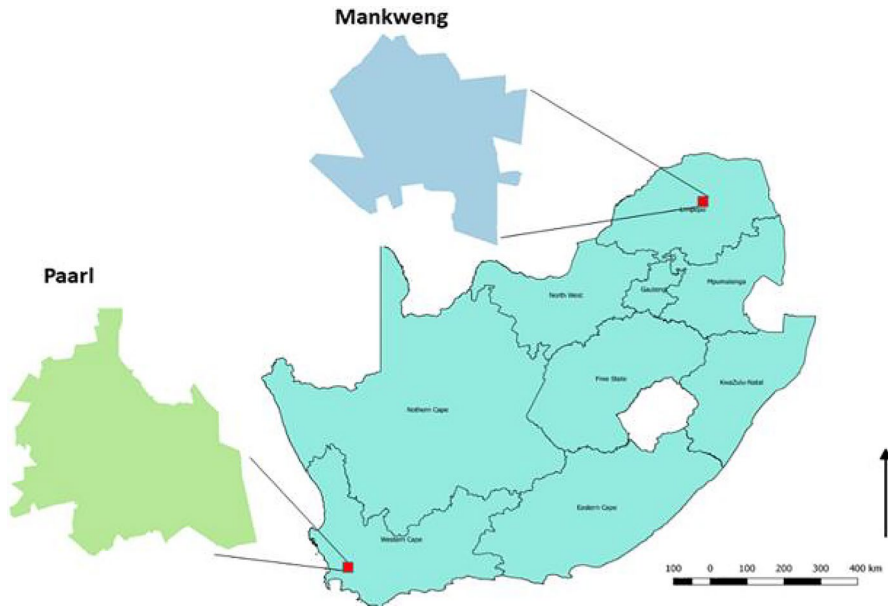 Mankweng
Limpopo
Paarl
North West
Gauteng
Mpumalanga
Free State
KwaZulu-Natal
Nothern Cape
Eastern Cape
Western Cape
100 0 100 200 300 400 km